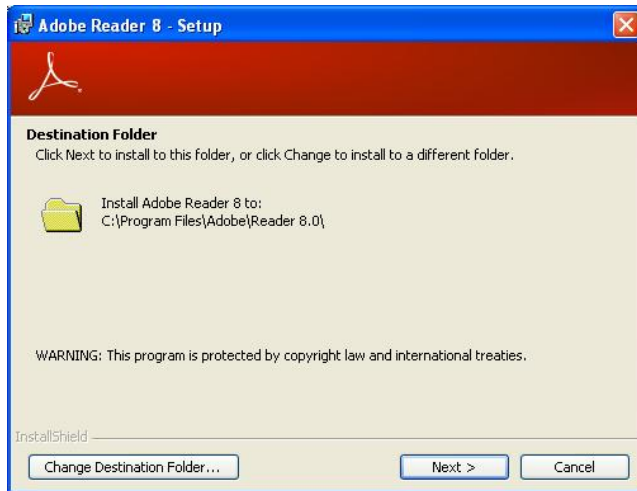 Adobe Reader 8 - Setup
Destination Folder
Click Next to install to this folder, or click Change to install to a different folder.
Install Adobe Reader 8 to:
C:\Program Files\Adobe\Reader 8.0\
WARNING: This program is protected by copyright law and international treaties.
InstallShield
Change Destination Folder... Next > Cancel